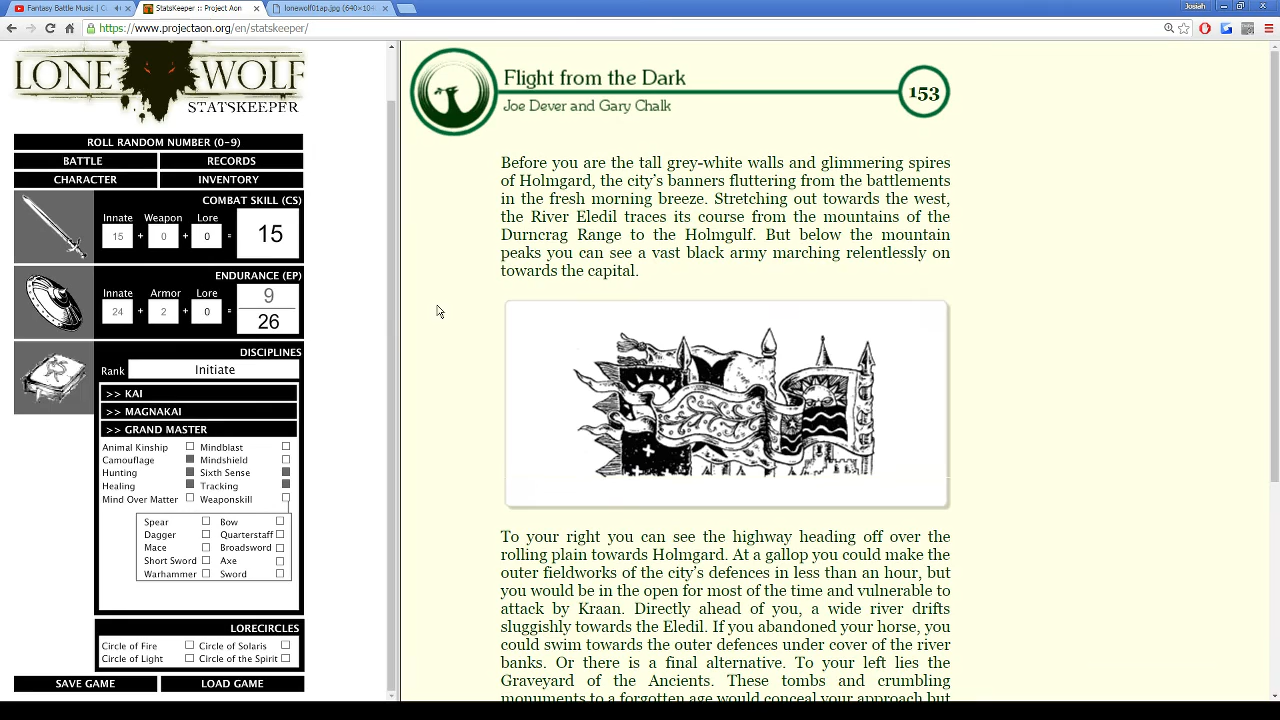 Fantasy Battle Music | C
StatsKeeper :: Project Aon
lonewolf01ap.jpg (640×104
Josiah
https://www.projectaon.org/en/statskeeper/
LONE WOLF
STATSKEEPER
ROLL RANDOM NUMBER (0-9)
BATTLE RECORDS
CHARACTER INVENTORY
COMBAT SKILL (CS)
Innate Weapon Lore
15 + 0 + 0 = 15
ENDURANCE (EP)
Innate Armor Lore
9
24 + 2 + 0 = 26
DISCIPLINES
Rank Initiate
>> KAI
>> MAGNAKAI
>> GRAND MASTER
Animal Kinship Mindblast
Camouflage Mindshield
Hunting Sixth Sense
Healing Tracking
Mind Over Matter Weaponskill
Spear Bow
Dagger Quarterstaff
Mace Broadsword
Short Sword Axe
Warhammer Sword
LORECIRCLES
Circle of Fire Circle of Solaris
Circle of Light Circle of the Spirit
SAVE GAME LOAD GAME
Flight from the Dark
Joe Dever and Gary Chalk
153
Before you are the tall grey-white walls and glimmering spires
of Holmgard, the city’s banners fluttering from the battlements
in the fresh morning breeze. Stretching out towards the west,
the River Eledil traces its course from the mountains of the
Durncrag Range to the Holmgulf. But below the mountain
peaks you can see a vast black army marching relentlessly on
towards the capital.
To your right you can see the highway heading off over the
rolling plain towards Holmgard. At a gallop you could make the
outer fieldworks of the city’s defences in less than an hour, but
you would be in the open for most of the time and vulnerable to
attack by Kraan. Directly ahead of you, a wide river drifts
sluggishly towards the Eledil. If you abandoned your horse, you
could swim towards the outer defences under cover of the river
banks. Or there is a final alternative. To your left lies the
Graveyard of the Ancients. These tombs and crumbling
monuments to a forgotten age would conceal your approach but